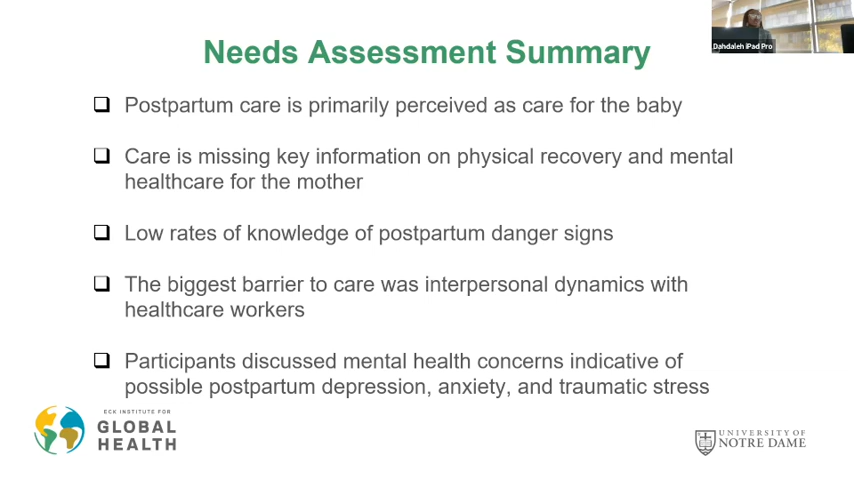 Needs Assessment Summary
Dahdaleh iPad Pro
Postpartum care is primarily perceived as care for the baby
Care is missing key information on physical recovery and mental
healthcare for the mother
Low rates of knowledge of postpartum danger signs
The biggest barrier to care was interpersonal dynamics with
healthcare workers
Participants discussed mental health concerns indicative of
possible postpartum depression, anxiety, and traumatic stress
ECK INSTITUTE FOR
GLOBAL
HEALTH
UNIVERSITY OF
NOTRE DAME